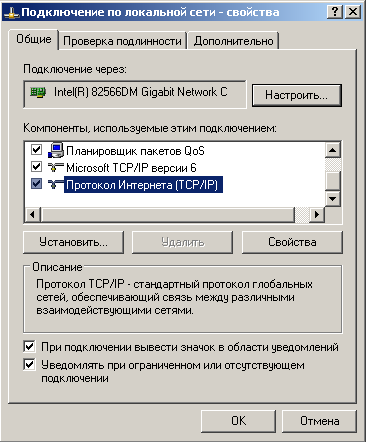 Подключение по локальной сети - свойства
Общие Проверка подлинности Дополнительно
Подключение через:
Intel(R) 82566DM Gigabit Network C Настроить...
Компоненты, используемые этим подключением:
Планировщик пакетов QoS
Microsoft TCP/IP версии 6
Протокол Интернета (TCP/IP)
Установить... Удалить Свойства
Описание
Протокол TCP/IP - стандартный протокол глобальных
сетей, обеспечивающий связь между различными
взаимодействующими сетями.
При подключении вывести значок в области уведомлений
Уведомлять при ограниченном или отсутствующем
подключении
OK Отмена